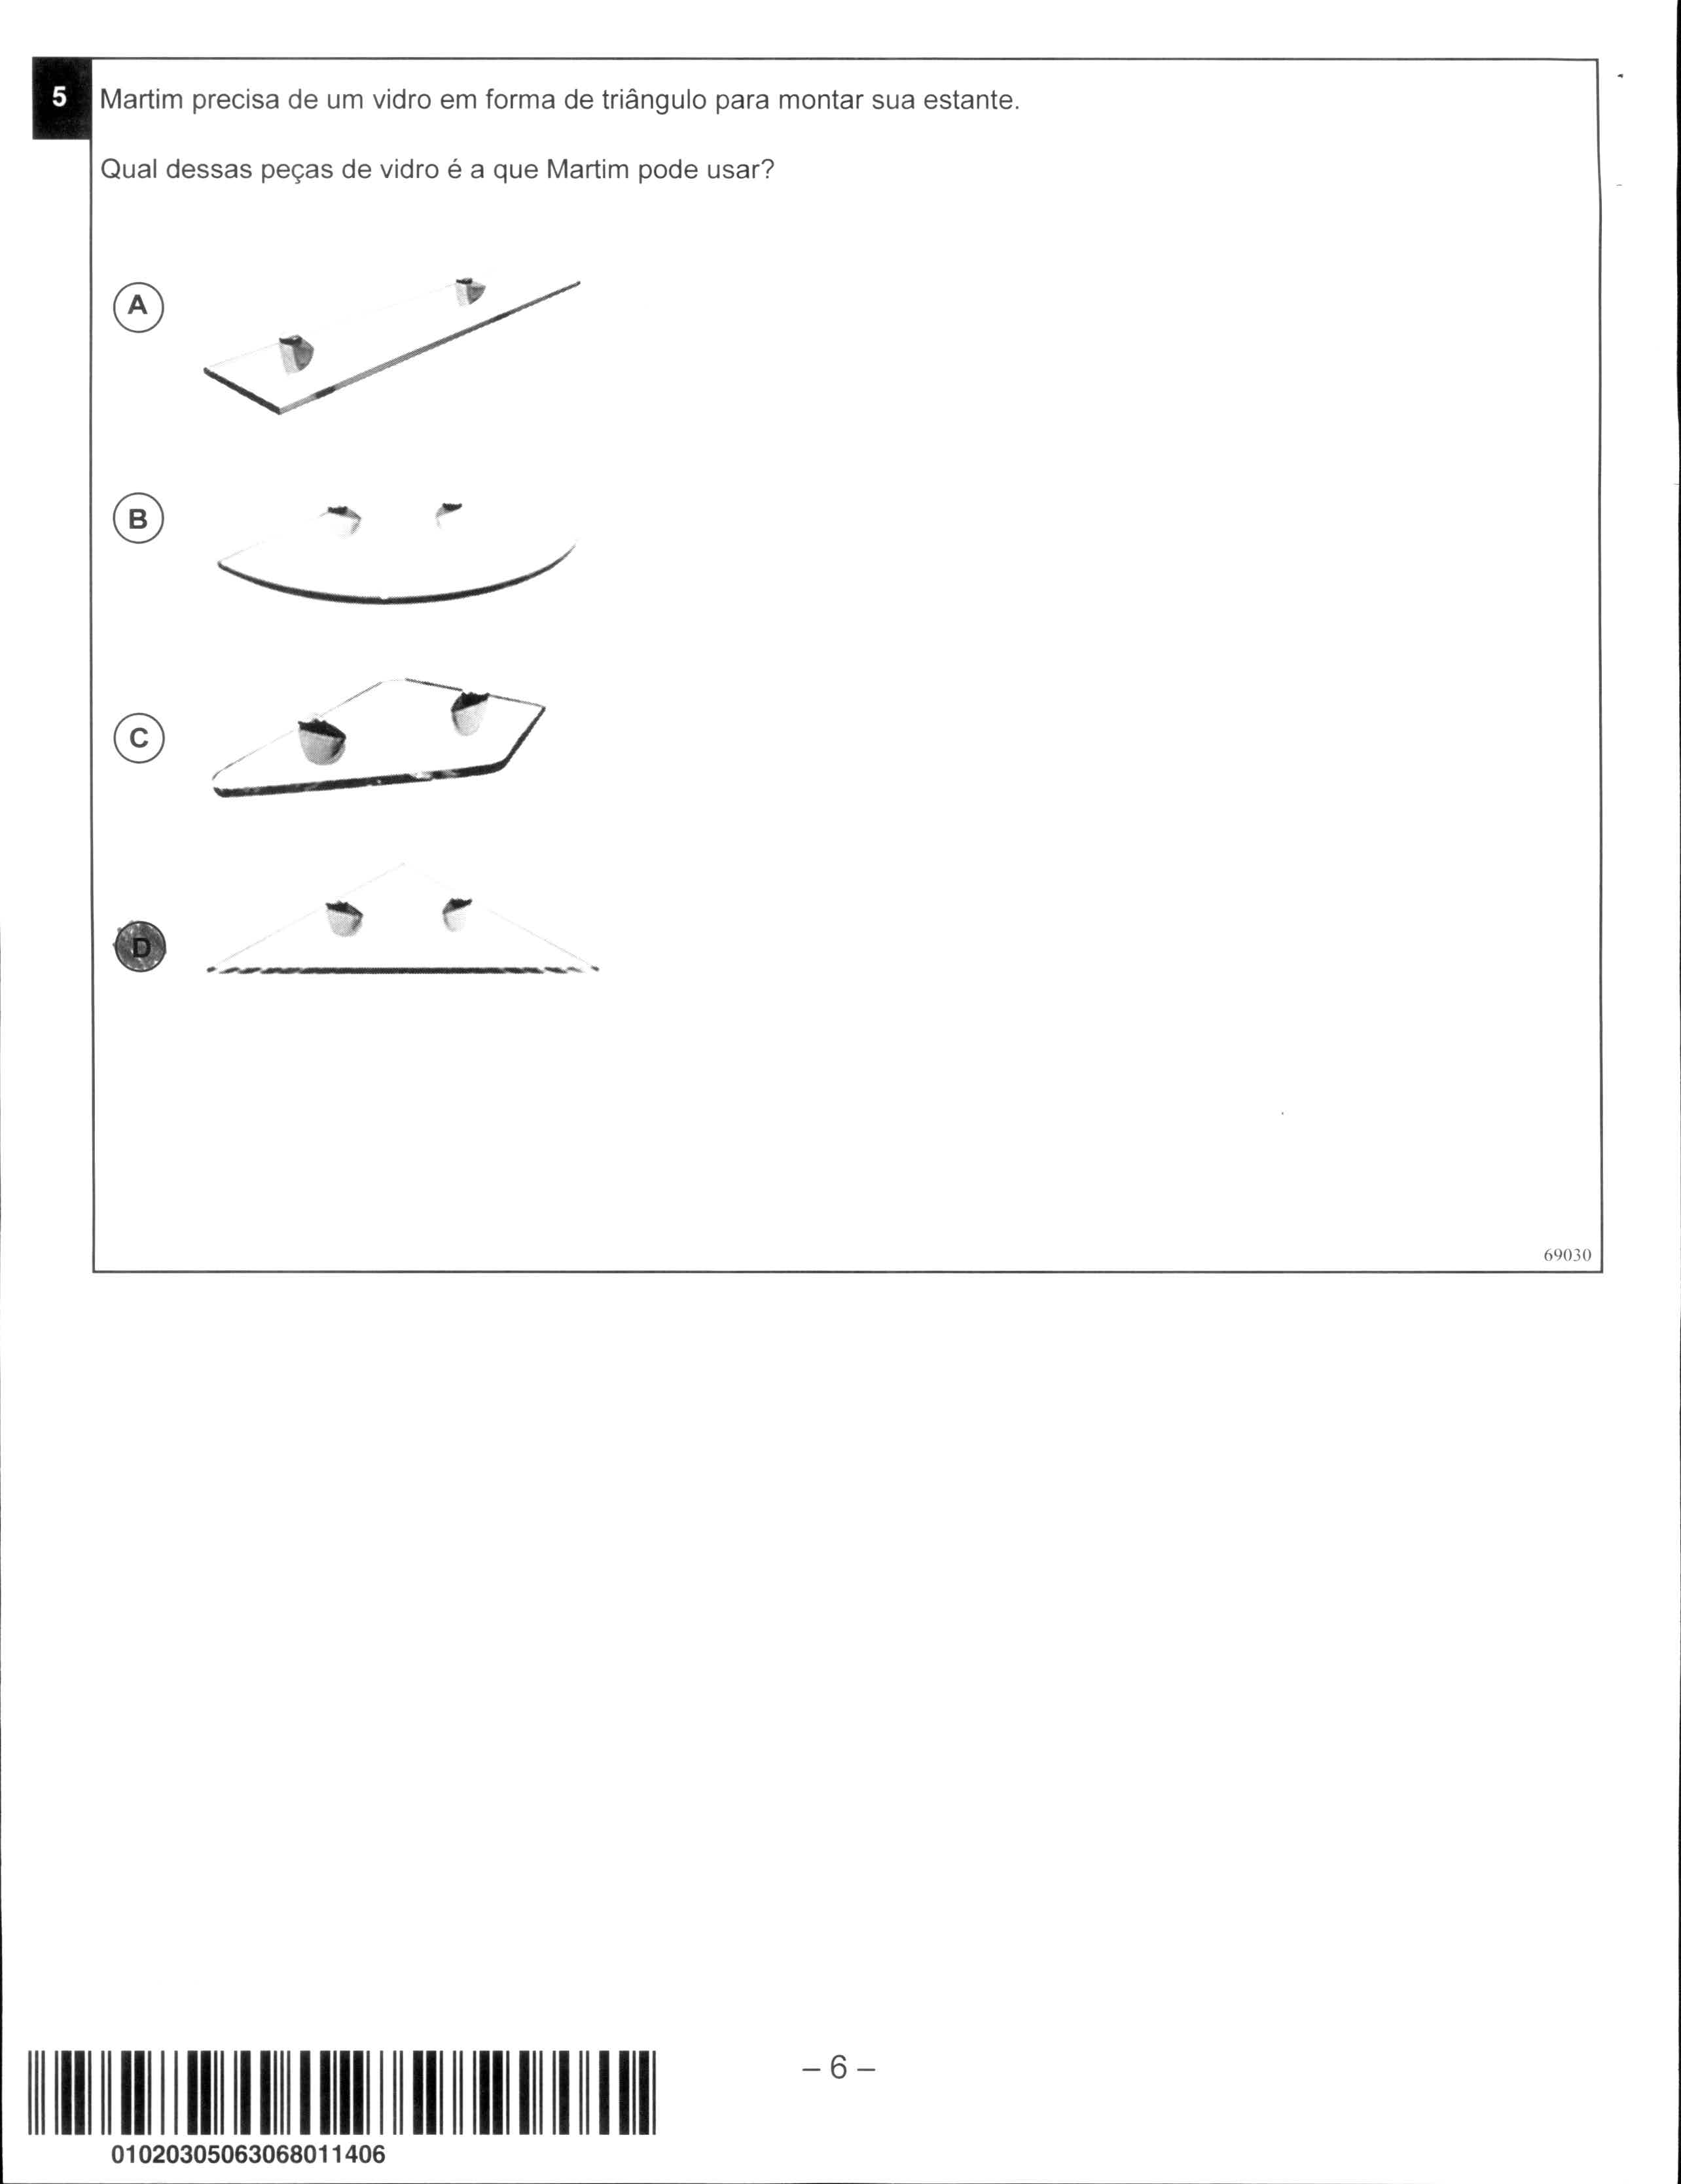 5
Martim precisa de um vidro em forma de triângulo para montar sua estante.
Qual dessas peças de vidro é a que Martim pode usar?
A
B
C
D
69030
– 6 –
01020305063068011406